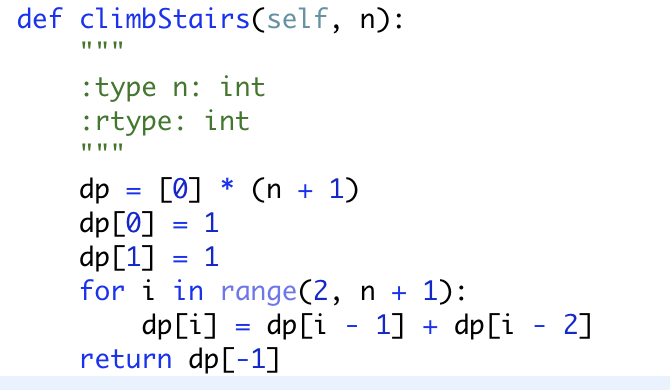 def climbStairs(self, n):
    """
    :type n: int
    :rtype: int
    """
    dp = [0] * (n + 1)
    dp[0] = 1
    dp[1] = 1
    for i in range(2, n + 1):
        dp[i] = dp[i - 1] + dp[i - 2]
    return dp[-1]